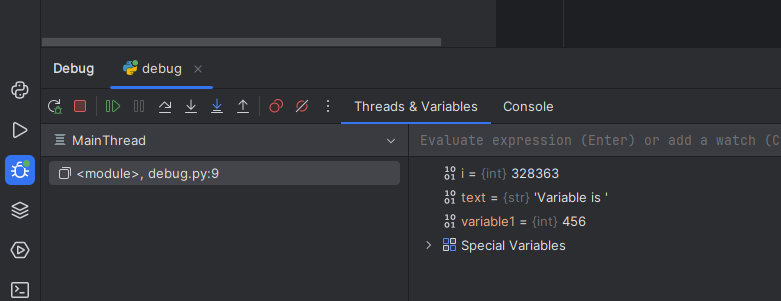 Debug debug
Threads & Variables Console
MainThread
Evaluate expression (Enter) or add a watch (C
<module>, debug.py:9
i = {int} 328363
text = {str} 'Variable is '
variable1 = {int} 456
Special Variables